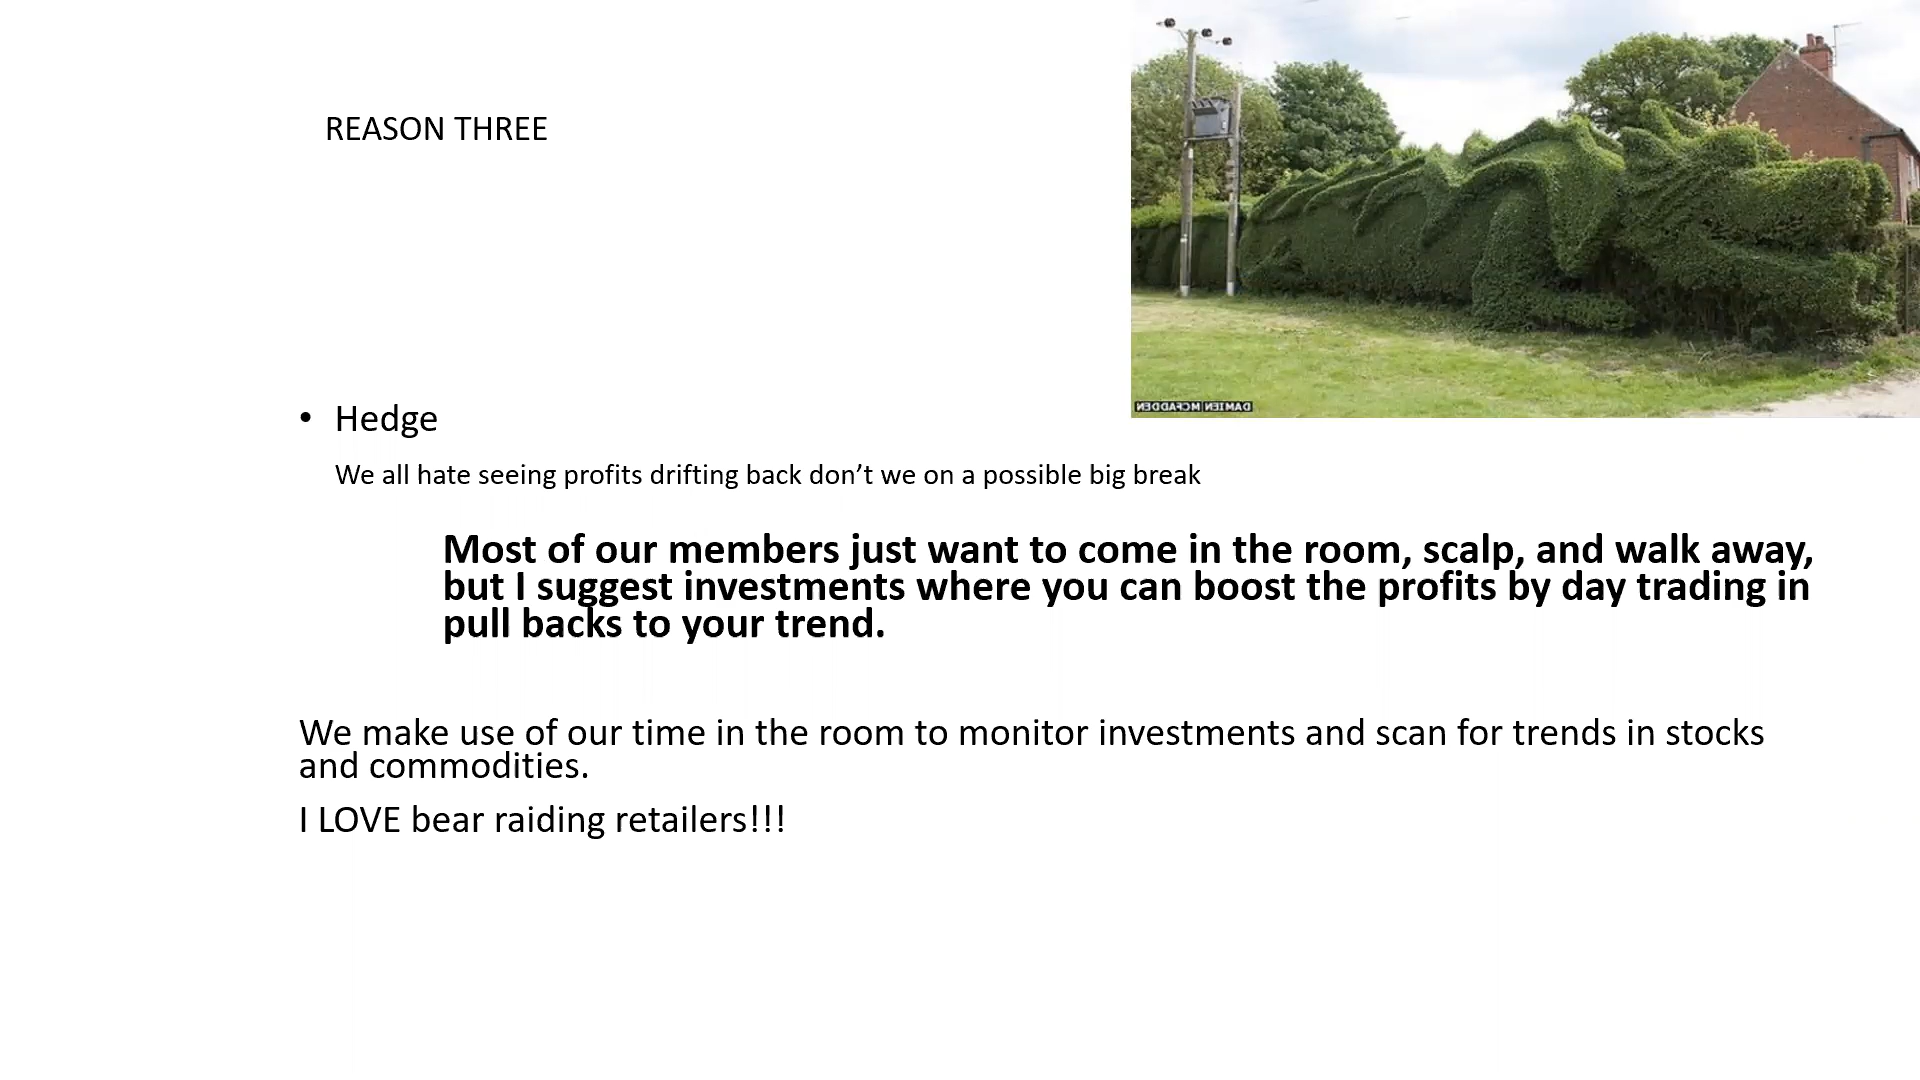 REASON THREE
DAMIEN MCFADDEN
• Hedge
We all hate seeing profits drifting back don’t we on a possible big break
Most of our members just want to come in the room, scalp, and walk away,
but I suggest investments where you can boost the profits by day trading in
pull backs to your trend.
We make use of our time in the room to monitor investments and scan for trends in stocks
and commodities.
I LOVE bear raiding retailers!!!